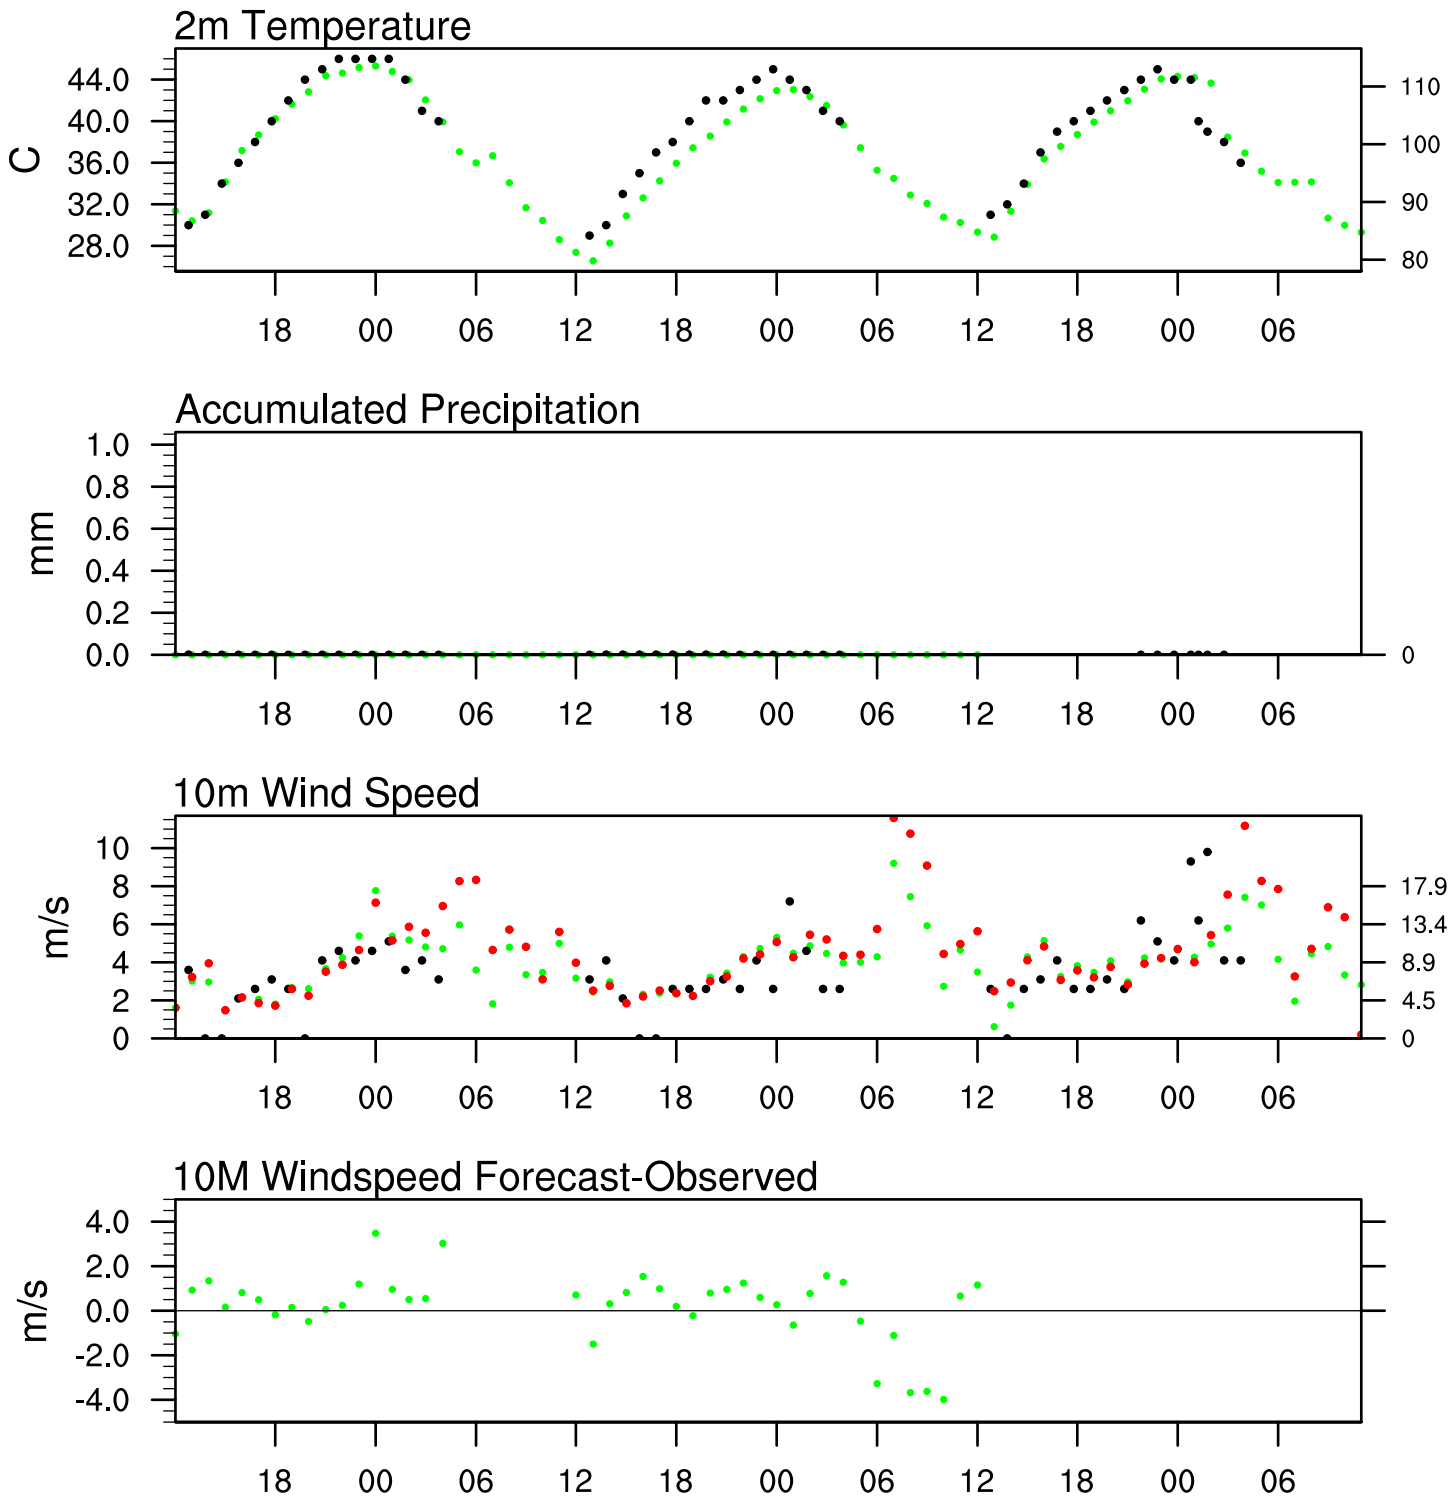 2m Temperature
44.0
40.0
36.0
32.0
28.0
C
110
100
90
80
18 00 06 12 18 00 06 12 18 00 06
Accumulated Precipitation
1.0
0.8
0.6
0.4
0.2
0.0
mm
0
18 00 06 12 18 00 06 12 18 00 06
10m Wind Speed
10
8
6
4
2
0
m/s
17.9
13.4
8.9
4.5
0
18 00 06 12 18 00 06 12 18 00 06
10M Windspeed Forecast-Observed
4.0
2.0
0.0
-2.0
-4.0
m/s
18 00 06 12 18 00 06 12 18 00 06